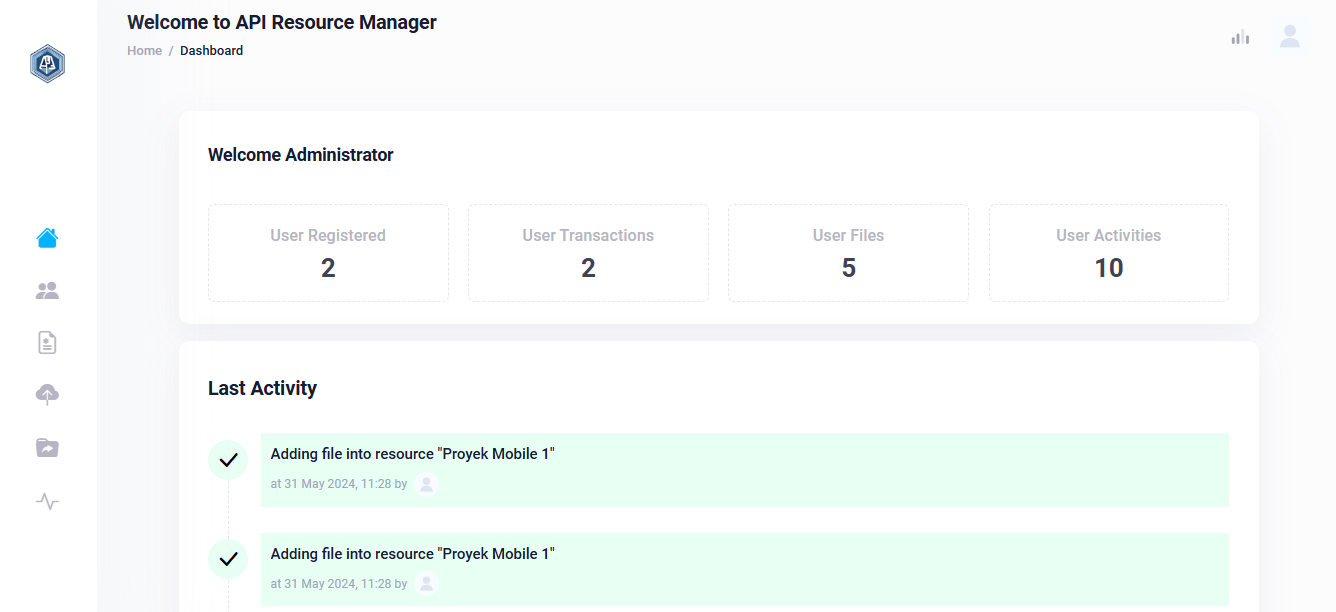 Welcome to API Resource Manager
Home / Dashboard
Welcome Administrator
User Registered
2
User Transactions
2
User Files
5
User Activities
10
Last Activity
Adding file into resource "Proyek Mobile 1"
at 31 May 2024, 11:28 by
Adding file into resource "Proyek Mobile 1"
at 31 May 2024, 11:28 by